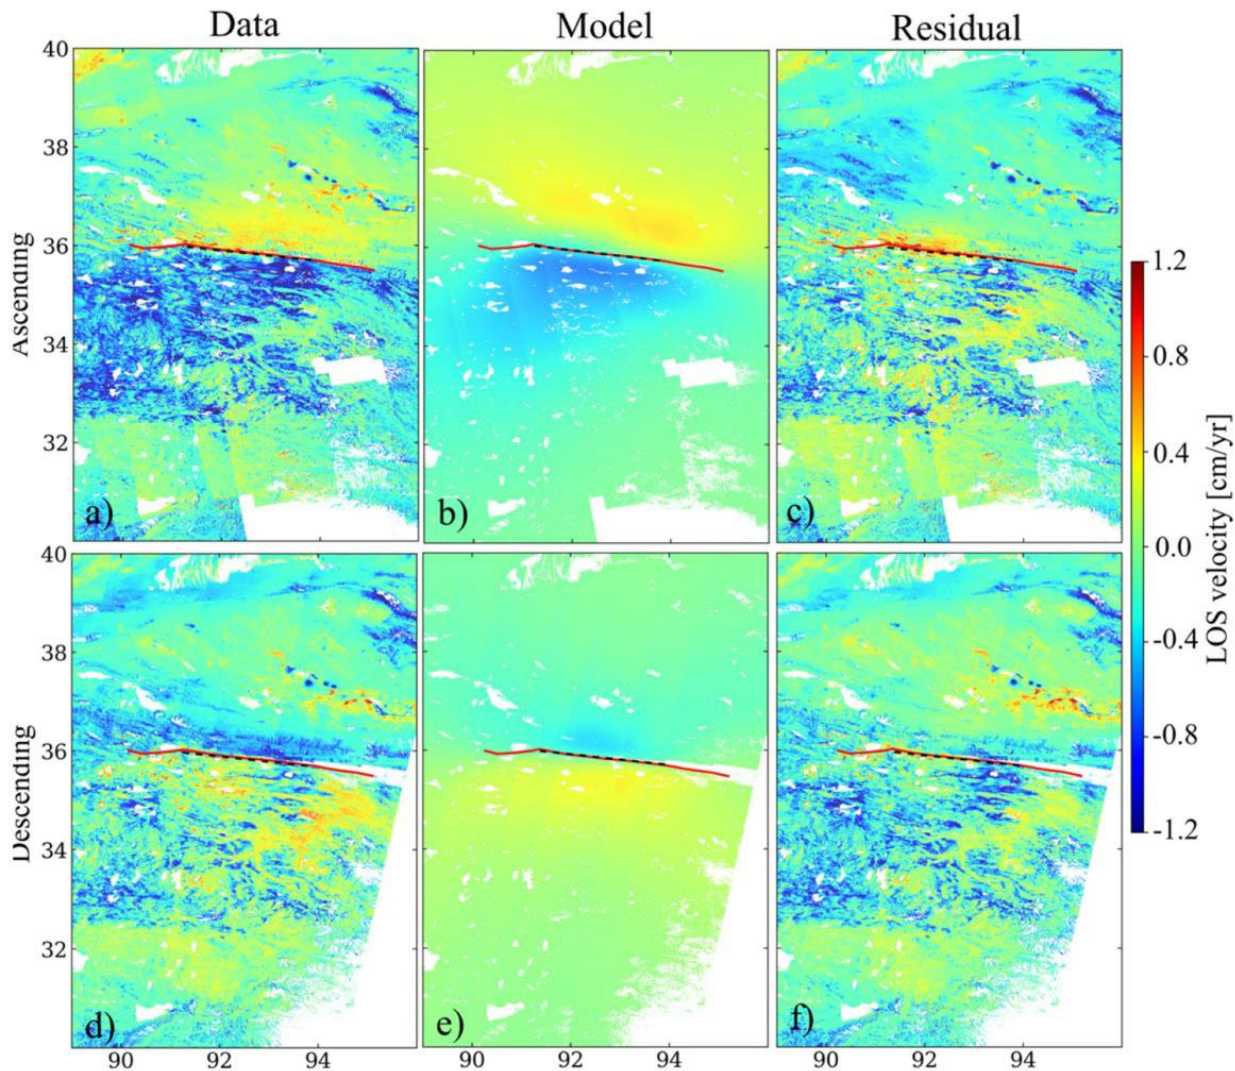 Data Model Residual
40
38
36
34
32
Ascending
a) b) c)
40
38
36
34
32
Descending
d) e) f)
90 92 94 90 92 94 90 92 94
1.2
0.8
0.4
0.0
-0.4
-0.8
-1.2
LOS velocity [cm/yr]